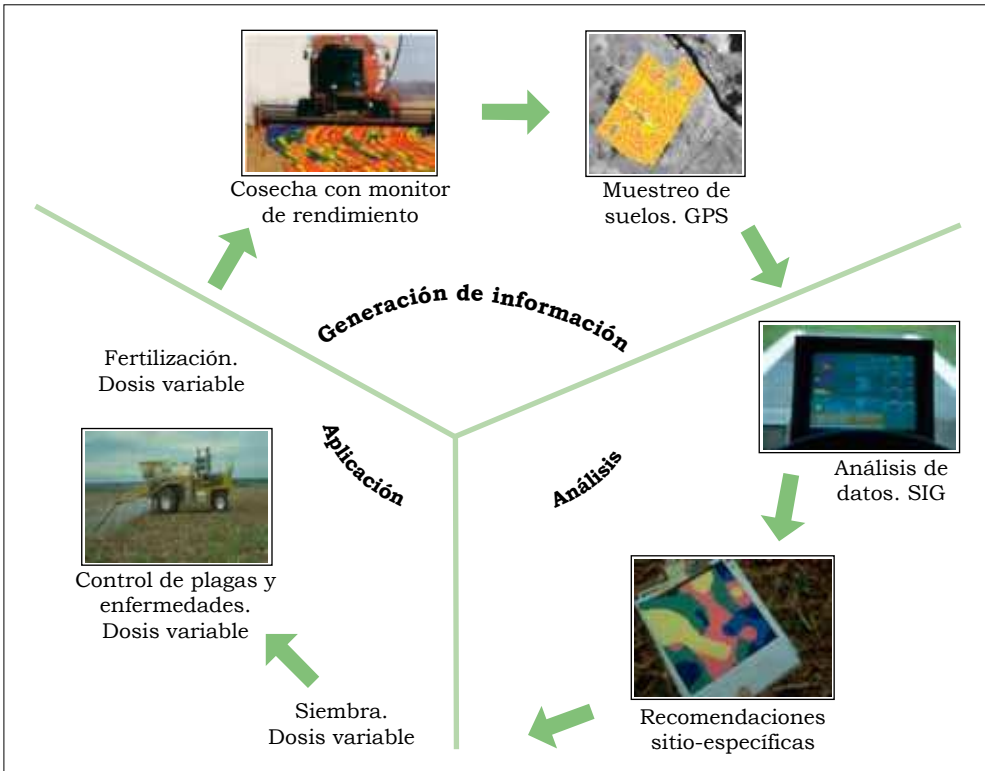 Cosecha con monitor
de rendimiento
Muestreo de
suelos. GPS
Generación de información
Fertilización.
Dosis variable
Aplicación
Análisis
Análisis de
datos. SIG
Control de plagas y
enfermedades.
Dosis variable
Siembra.
Dosis variable
Recomendaciones
sitio-específicas